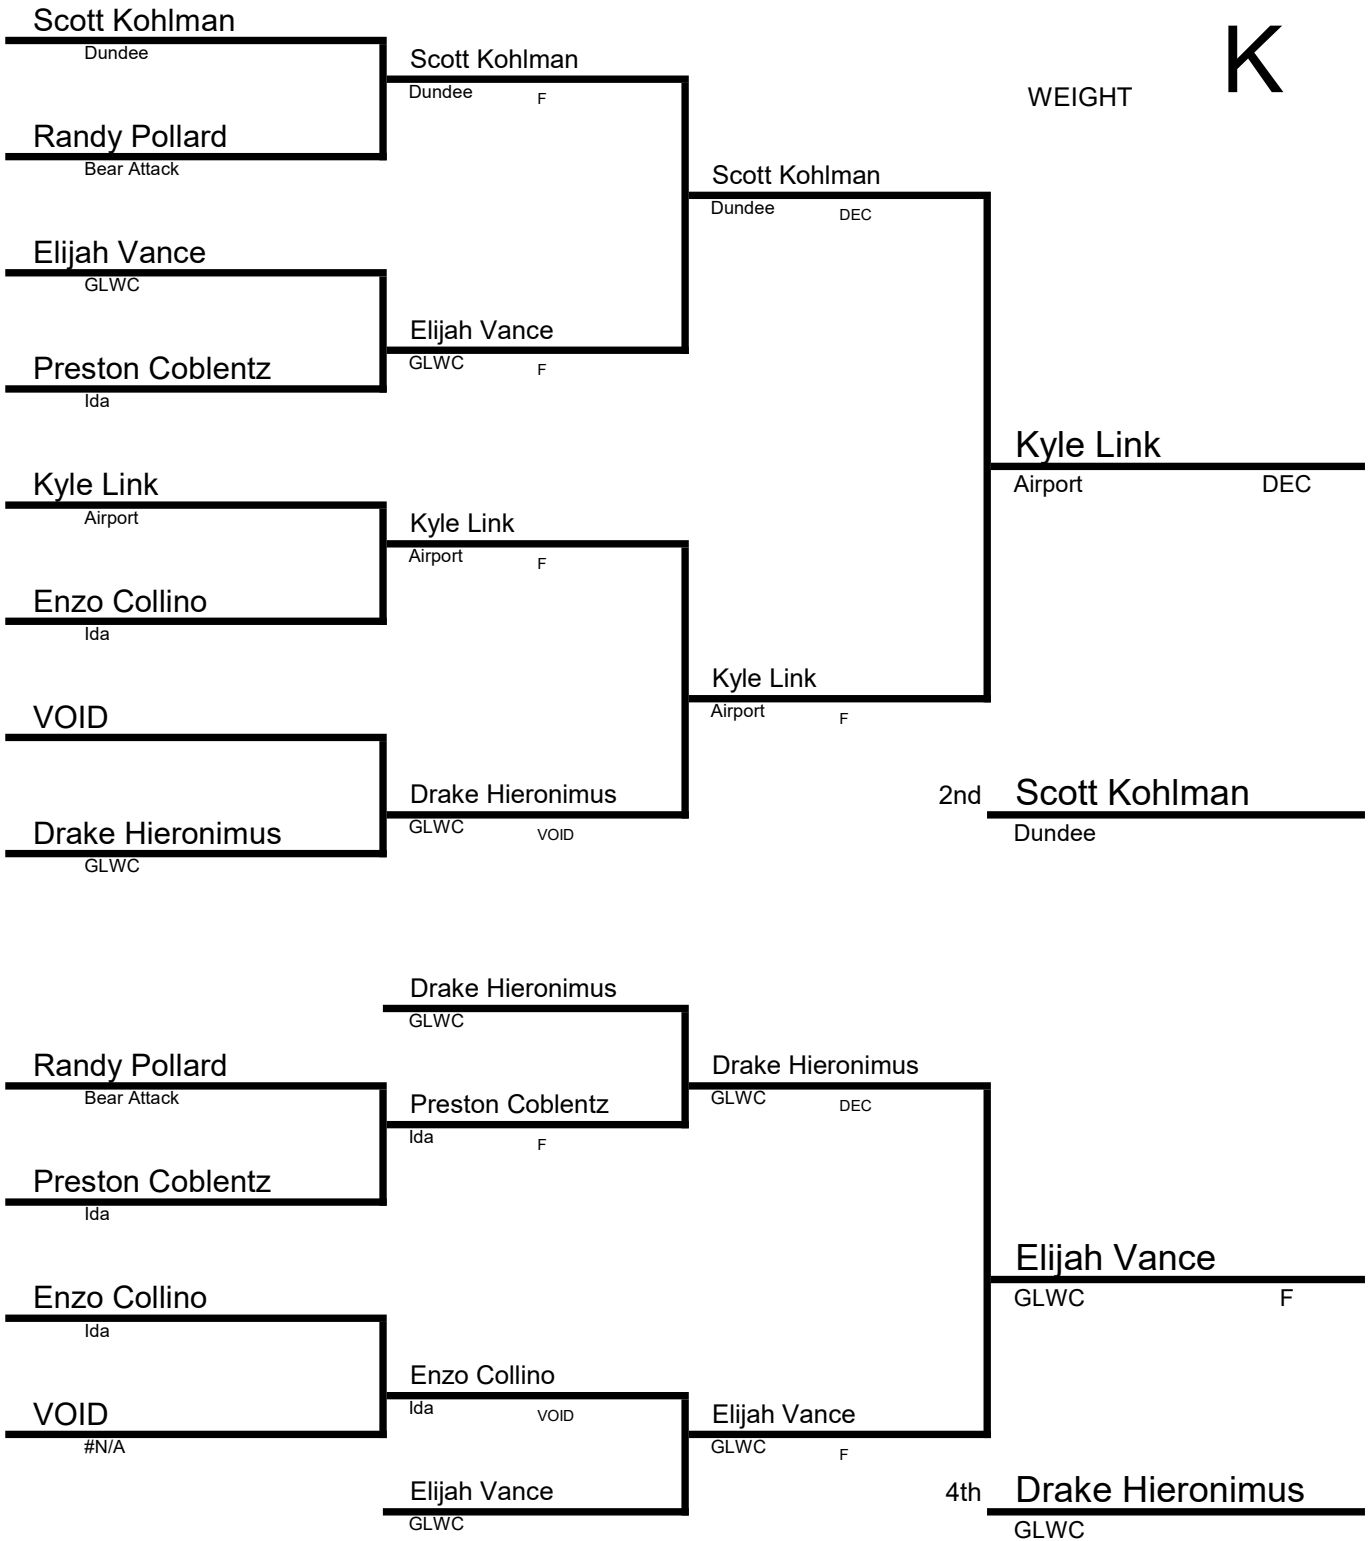 Scott Kohlman
Dundee
K
Scott Kohlman
Dundee F
WEIGHT
Randy Pollard
Bear Attack
Scott Kohlman
Dundee DEC
Elijah Vance
GLWC
Elijah Vance
GLWC F
Preston Coblentz
Ida
Kyle Link
Airport DEC
Kyle Link
Airport
Kyle Link
Airport F
Enzo Collino
Ida
Kyle Link
Airport F
VOID
Drake Hieronimus
GLWC VOID
2nd Scott Kohlman
Dundee
Drake Hieronimus
GLWC
Drake Hieronimus
GLWC
Randy Pollard
Bear Attack
Drake Hieronimus
GLWC DEC
Preston Coblentz
Ida F
Preston Coblentz
Ida
Elijah Vance
GLWC F
Enzo Collino
Ida
Enzo Collino
Ida VOID
VOID
#N/A
Elijah Vance
GLWC F
Elijah Vance
GLWC
4th Drake Hieronimus
GLWC